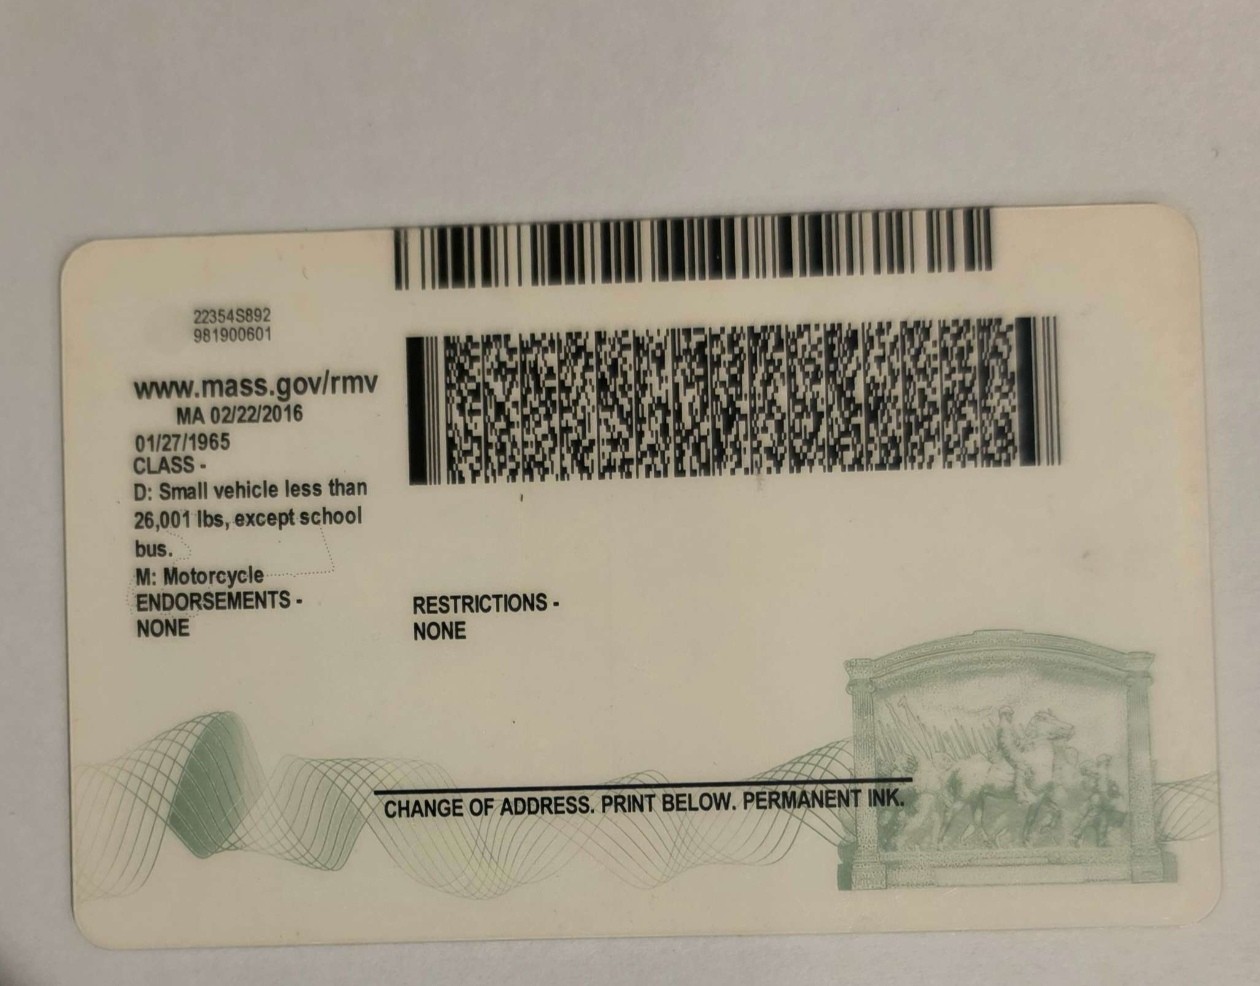 22354S892
981900601
www.mass.gov/rmv
MA 02/22/2016
01/27/1965
CLASS -
D: Small vehicle less than
26,001 lbs, except school
bus.
M: Motorcycle
ENDORSEMENTS -
NONE
RESTRICTIONS -
NONE
CHANGE OF ADDRESS. PRINT BELOW. PERMANENT INK.